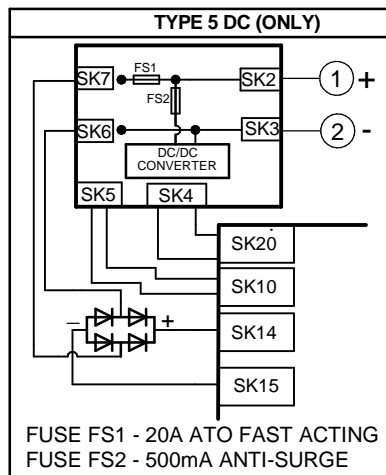 TYPE 5 DC (ONLY)
SK7
FS1
SK2
1
+
FS2
SK6
SK3
2
-
DC/DC
CONVERTER
SK5
SK4
SK20
SK10
–
+
SK14
SK15
FUSE FS1 - 20A ATO FAST ACTING
FUSE FS2 - 500mA ANTI-SURGE